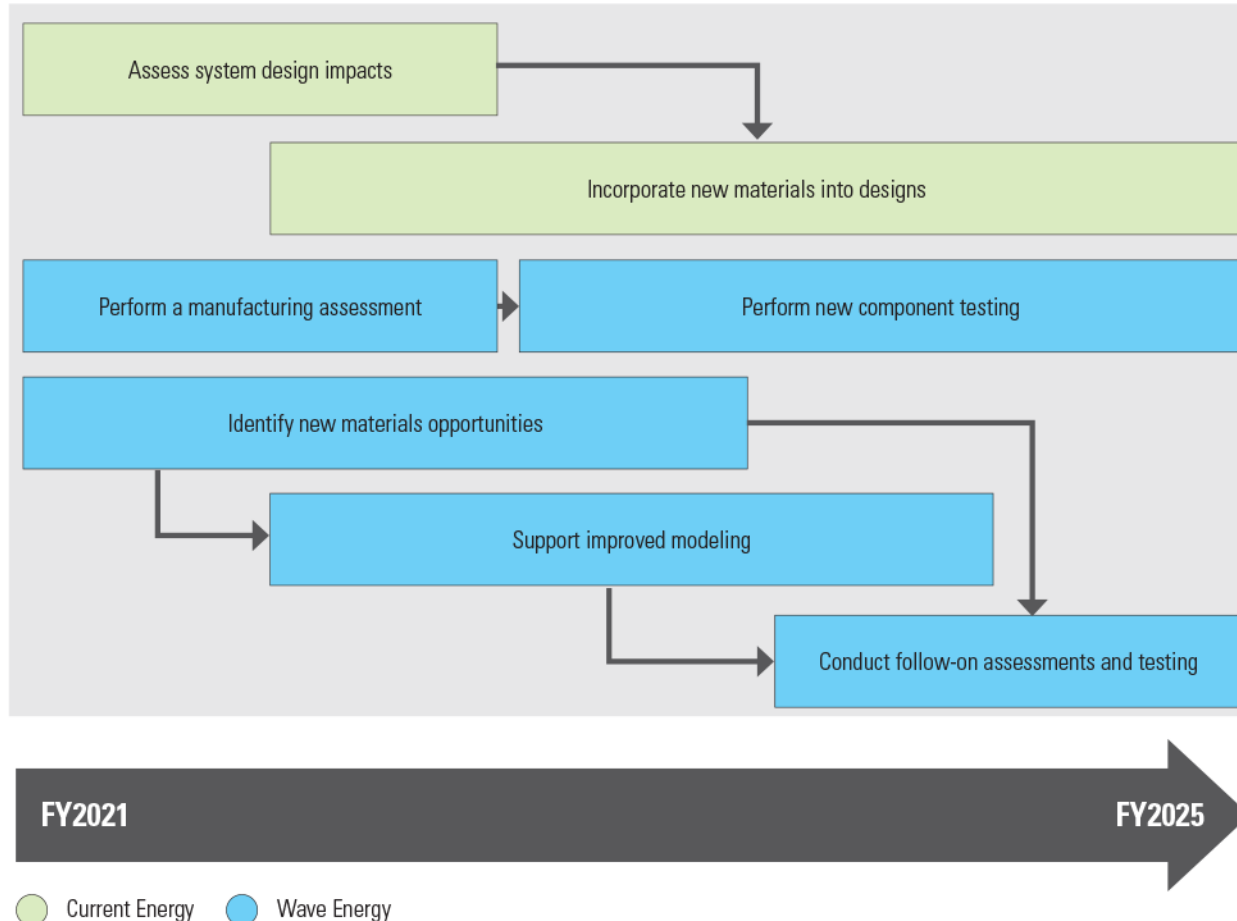 Assess system design impacts
Incorporate new materials into designs
Perform a manufacturing assessment
Perform new component testing
Identify new materials opportunities
Support improved modeling
Conduct follow-on assessments and testing
FY2021
FY2025
Current Energy
Wave Energy